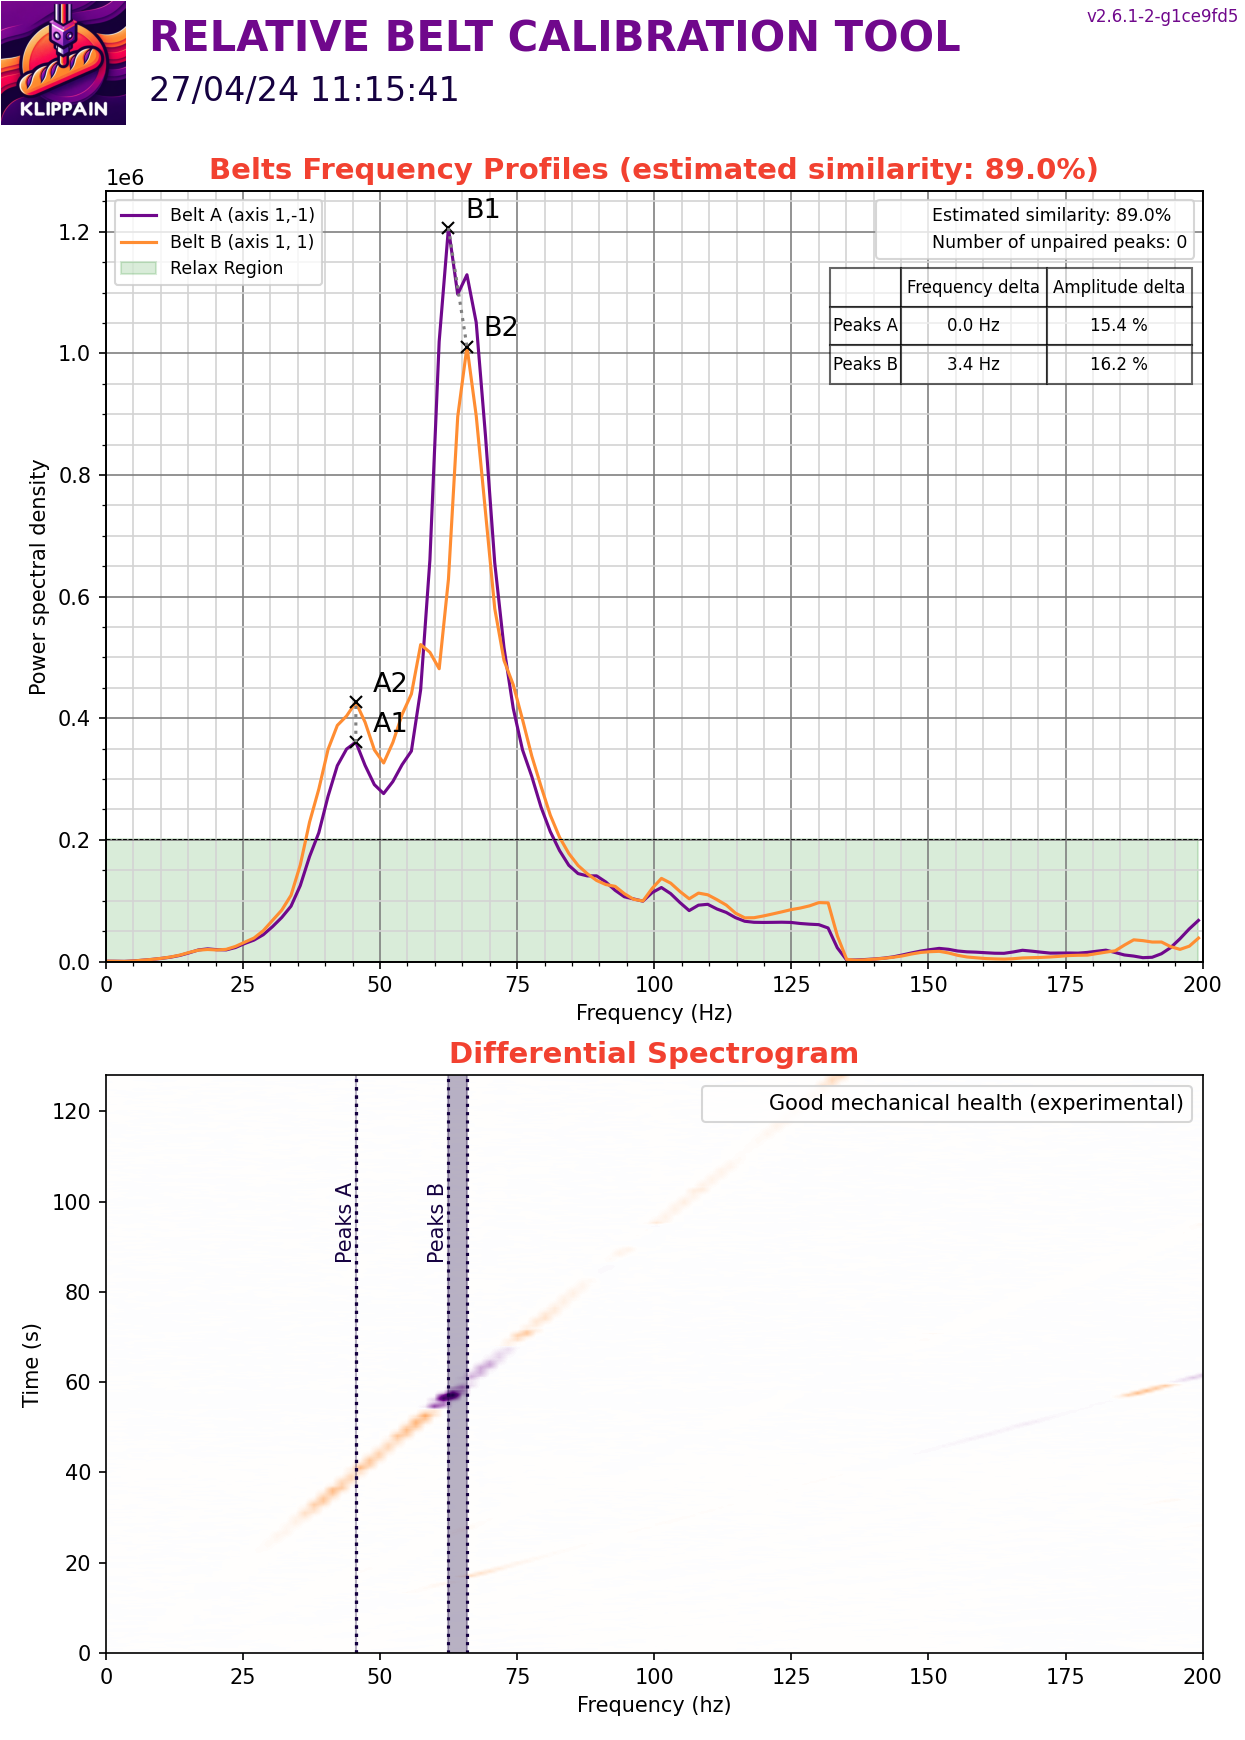 v2.6.1-2-g1ce9fd5
RELATIVE BELT CALIBRATION TOOL
27/04/24 11:15:41
KLIPPAIN
Belts Frequency Profiles (estimated similarity: 89.0%)
1e6
Belt A (axis 1,-1)
Belt B (axis 1, 1)
Relax Region
Estimated similarity: 89.0%
Number of unpaired peaks: 0
Frequency delta Amplitude delta
Peaks A 0.0 Hz 15.4 %
Peaks B 3.4 Hz 16.2 %
B1
B2
A2
A1
Power spectral density
1.2
1.0
0.8
0.6
0.4
0.2
0.0
0 25 50 75 100 125 150 175 200
Frequency (Hz)
Differential Spectrogram
Good mechanical health (experimental)
Peaks A
Peaks B
Time (s)
120
100
80
60
40
20
0
0 25 50 75 100 125 150 175 200
Frequency (hz)